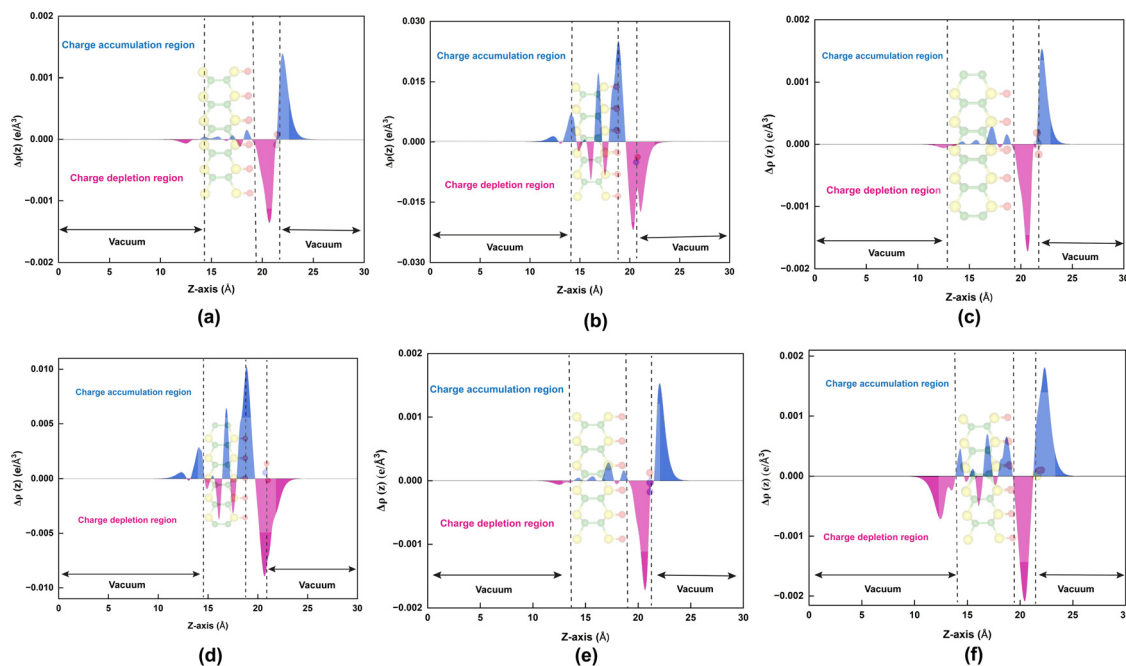 0.002
0.001
0.000
−0.001
−0.002
Δρ(z) (e/Å³)
Charge accumulation region
Charge depletion region
Vacuum
Vacuum
0 5 10 15 20 25 30
Z-axis (Å)
(a)
0.030
0.015
0.000
−0.015
−0.030
Δρ(z) (e/Å³)
Charge accumulation region
Charge depletion region
Vacuum
Vacuum
0 5 10 15 20 25 30
Z-axis (Å)
(b)
0.002
0.001
0.000
−0.001
−0.002
Δρ (z) (e/Å³)
Charge accumulation region
Charge depletion region
Vacuum
Vacuum
0 5 10 15 20 25 30
Z-axis (Å)
(c)
0.010
0.005
0.000
−0.005
−0.010
Δρ (z) (e/Å³)
Charge accumulation region
Charge depletion region
Vacuum
Vacuum
0 5 10 15 20 25 30
Z-axis (Å)
(d)
0.002
0.001
0.000
−0.001
−0.002
Δρ (z) (e/Å³)
Charge accumulation region
Charge depletion region
Vacuum
Vacuum
0 5 10 15 20 25 30
Z-axis (Å)
(e)
0.002
0.001
0.000
−0.001
−0.002
Δρ (z) (e/Å³)
Charge accumulation region
Charge depletion region
Vacuum
Vacuum
0 5 10 15 20 25 30
Z-axis (Å)
(f)